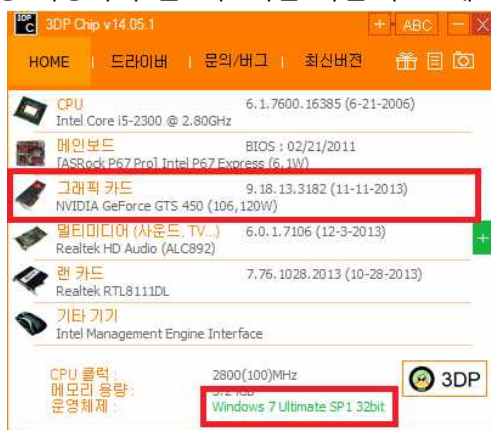 3DP Chip v14.05.1
+ ABC - X
HOME | 드라이버 | 문의/버그 | 최신버젼
CPU 6.1.7600.16385 (6-21-2006)
Intel Core i5-2300 @ 2.80GHz
메인보드 BIOS : 02/21/2011
[ASRock P67 Pro] Intel P67 Express (6,1W)
그래픽 카드 9.18.13.3182 (11-11-2013)
NVIDIA GeForce GTS 450 (106,120W)
멀티미디어 (사운드, TV...) 6.0.1.7106 (12-3-2013)
Realtek HD Audio (ALC892)
랜 카드 7.76.1028.2013 (10-28-2013)
Realtek RTL8111DL
기타 기기
Intel Management Engine Interface
CPU 클럭 : 2800(100)MHz
메모리 용량 :
운영체제 : Windows 7 Ultimate SP1 32bit
3DP